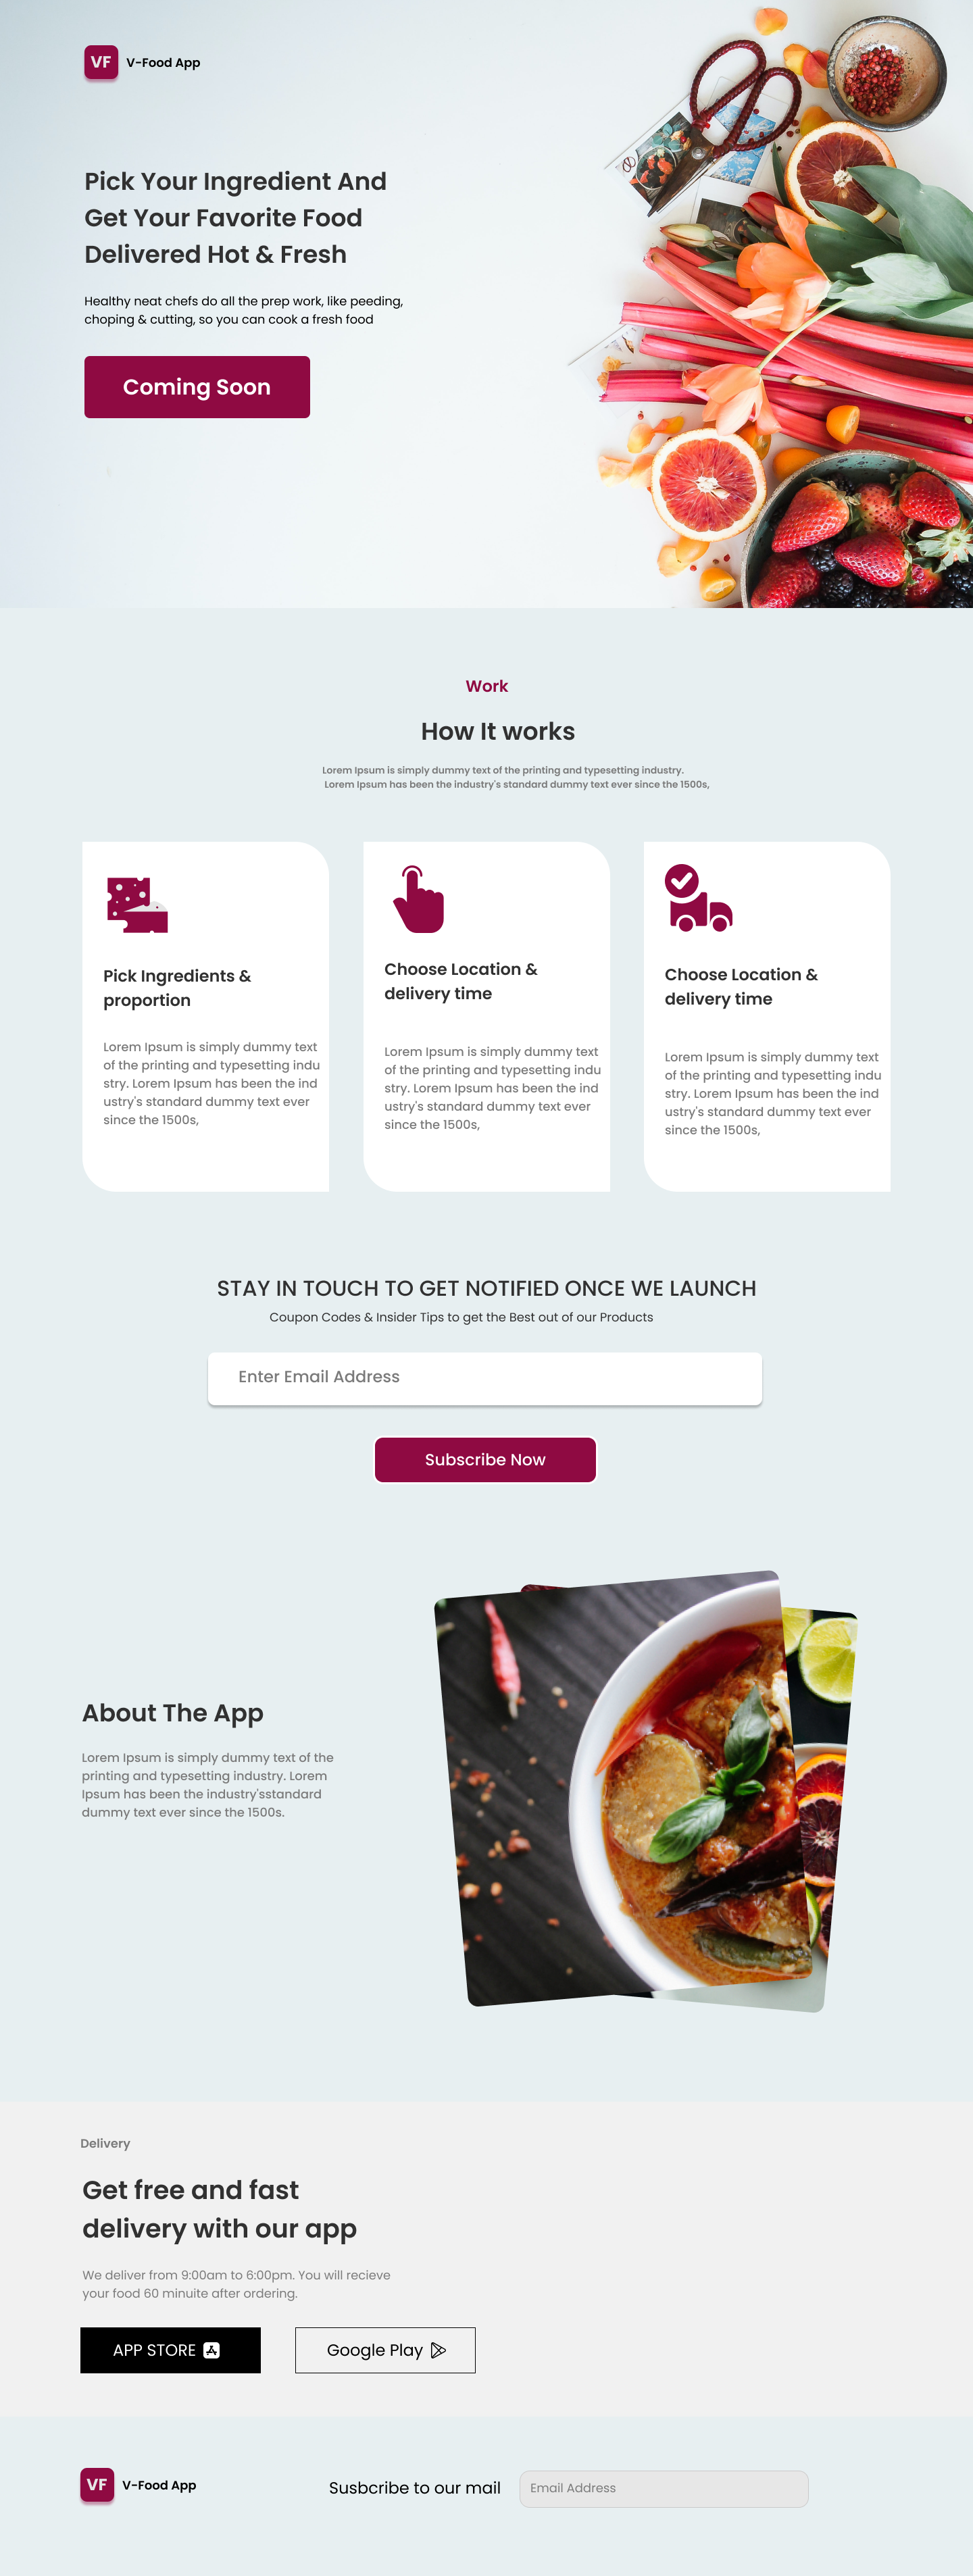 VF V-Food App
Pick Your Ingredient And
Get Your Favorite Food
Delivered Hot & Fresh
Healthy neat chefs do all the prep work, like peeding,
choping & cutting, so you can cook a fresh food
Coming Soon
Work
How It works
Lorem Ipsum is simply dummy text of the printing and typesetting industry.
Lorem Ipsum has been the industry's standard dummy text ever since the 1500s,
Pick Ingredients &
proportion
Lorem Ipsum is simply dummy text
of the printing and typesetting indu
stry. Lorem Ipsum has been the ind
ustry's standard dummy text ever
since the 1500s,
Choose Location &
delivery time
Lorem Ipsum is simply dummy text
of the printing and typesetting indu
stry. Lorem Ipsum has been the ind
ustry's standard dummy text ever
since the 1500s,
Choose Location &
delivery time
Lorem Ipsum is simply dummy text
of the printing and typesetting indu
stry. Lorem Ipsum has been the ind
ustry's standard dummy text ever
since the 1500s,
STAY IN TOUCH TO GET NOTIFIED ONCE WE LAUNCH
Coupon Codes & Insider Tips to get the Best out of our Products
Enter Email Address
Subscribe Now
About The App
Lorem Ipsum is simply dummy text of the
printing and typesetting industry. Lorem
Ipsum has been the industry'sstandard
dummy text ever since the 1500s.
Delivery
Get free and fast
delivery with our app
We deliver from 9:00am to 6:00pm. You will recieve
your food 60 minuite after ordering.
APP STORE
Google Play
VF V-Food App
Susbcribe to our mail
Email Address